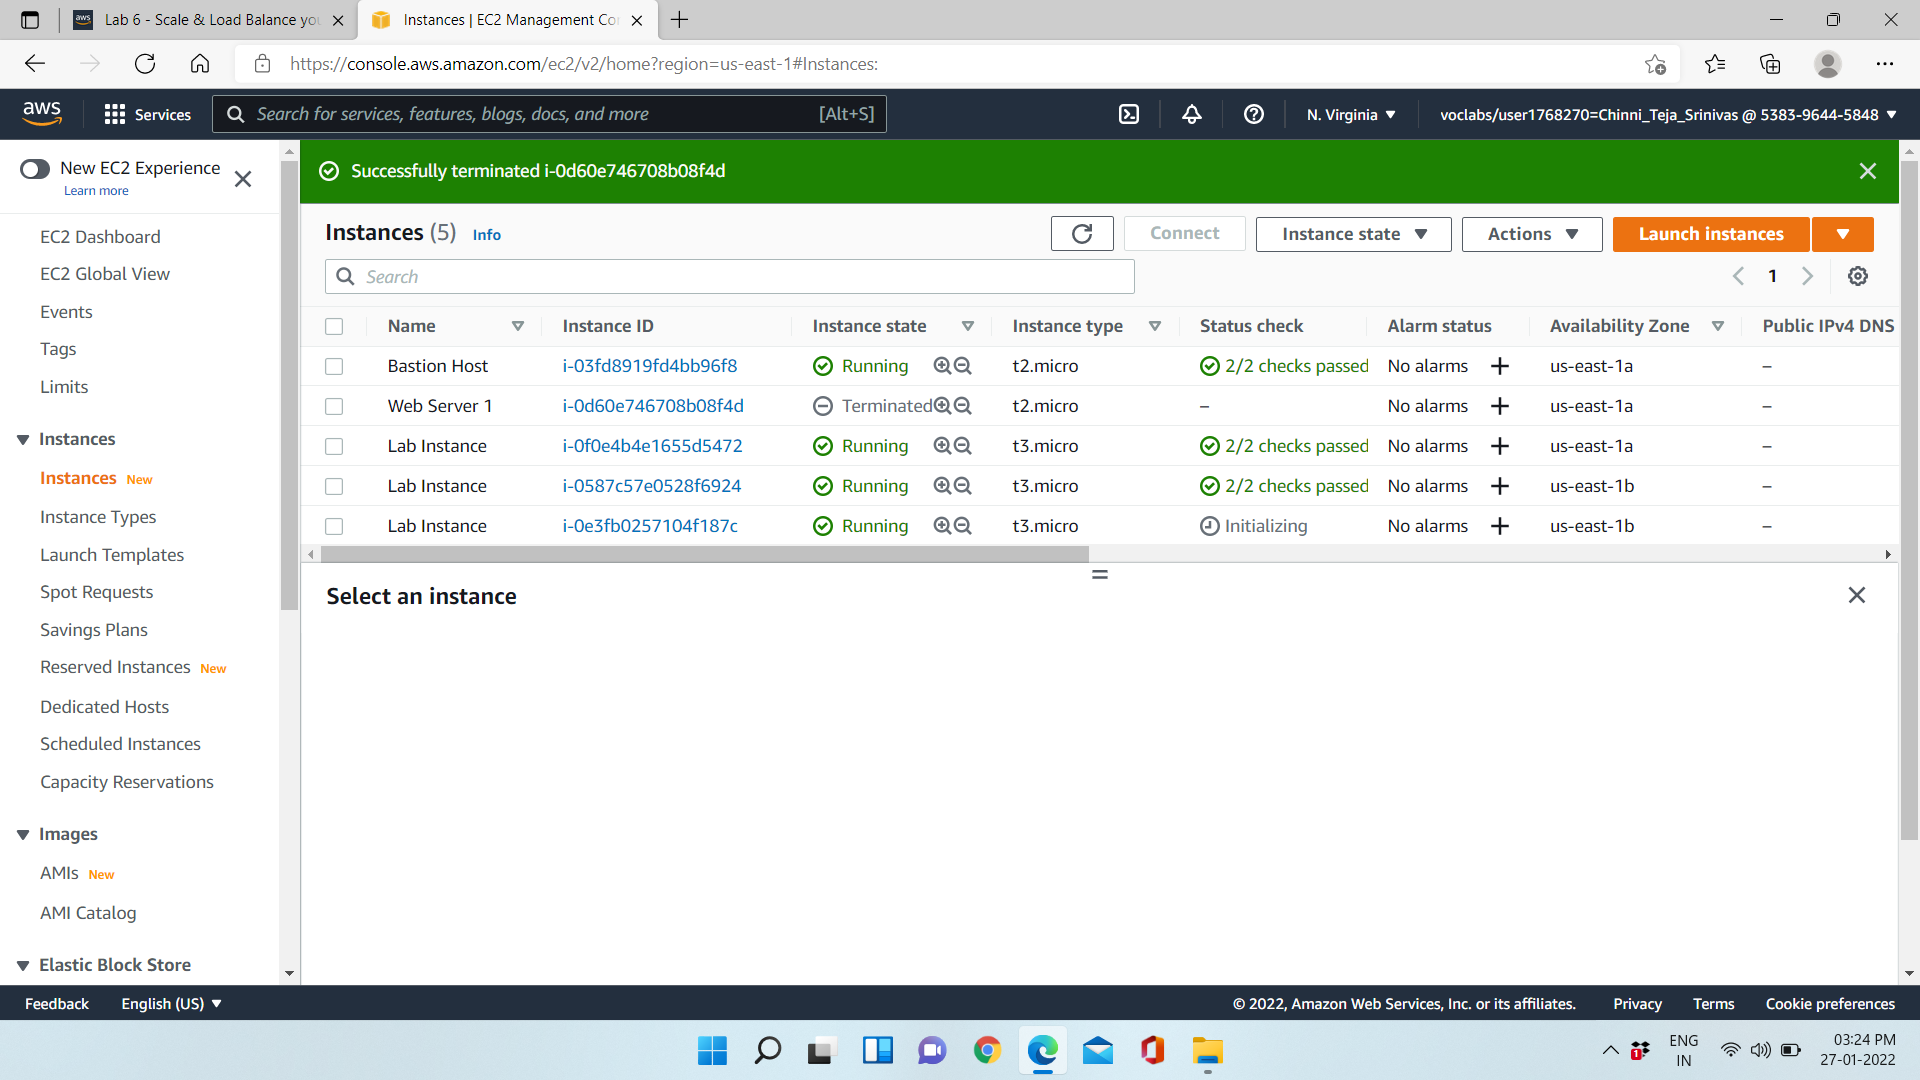 Lab 6 - Scale & Load Balance yo
Instances | EC2 Management Co
https://console.aws.amazon.com/ec2/v2/home?region=us-east-1#Instances:
aws
Services
Search for services, features, blogs, docs, and more
[Alt+S]
N. Virginia
voclabs/user1768270=Chinni_Teja_Srinivas @ 5383-9644-5848
New EC2 Experience
Learn more
EC2 Dashboard
EC2 Global View
Events
Tags
Limits
Instances
Instances New
Instance Types
Launch Templates
Spot Requests
Savings Plans
Reserved Instances New
Dedicated Hosts
Scheduled Instances
Capacity Reservations
Images
AMIs New
AMI Catalog
Elastic Block Store
Successfully terminated i-0d60e746708b08f4d
Instances (5) Info
Connect
Instance state
Actions
Launch instances
Search
1
Name Instance ID Instance state Instance type Status check Alarm status Availability Zone Public IPv4 DNS
Bastion Host i-03fd8919fd4bb96f8 Running t2.micro 2/2 checks passed No alarms + us-east-1a –
Web Server 1 i-0d60e746708b08f4d Terminated t2.micro – No alarms + us-east-1a –
Lab Instance i-0f0e4b4e1655d5472 Running t3.micro 2/2 checks passed No alarms + us-east-1a –
Lab Instance i-0587c57e0528f6924 Running t3.micro 2/2 checks passed No alarms + us-east-1b –
Lab Instance i-0e3fb0257104f187c Running t3.micro Initializing No alarms + us-east-1b –
Select an instance
Feedback
English (US)
© 2022, Amazon Web Services, Inc. or its affiliates.
Privacy
Terms
Cookie preferences
1
ENG
IN
03:24 PM
27-01-2022